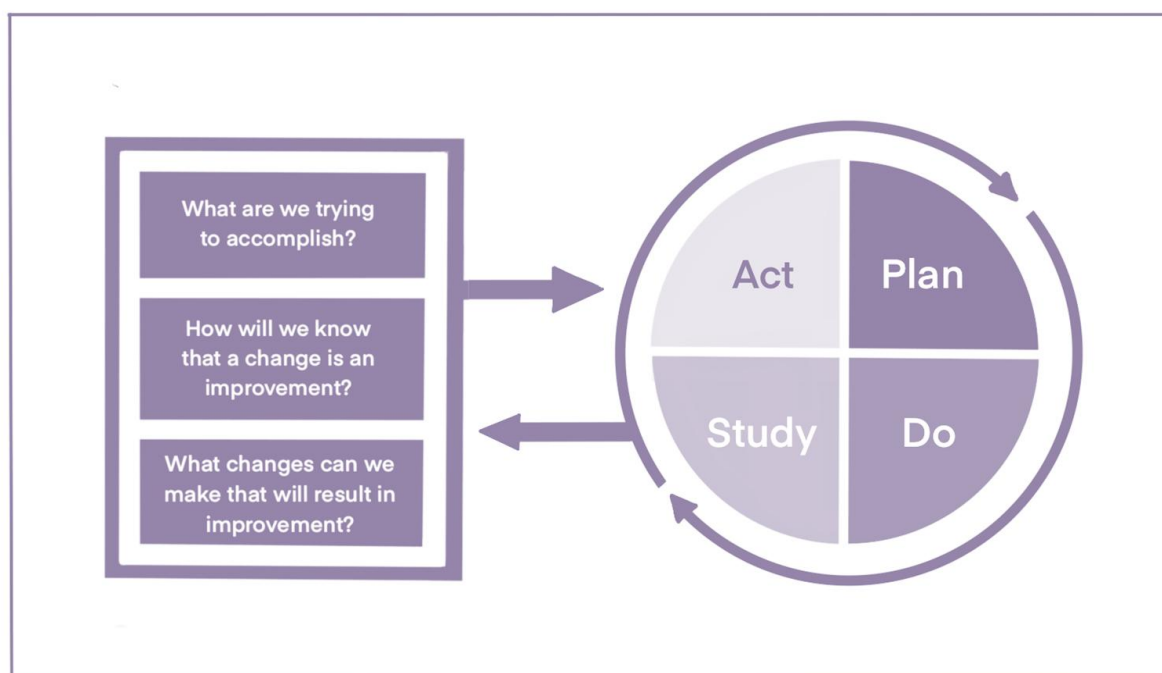 What are we trying
to accomplish?
How will we know
that a change is an
improvement?
What changes can we
make that will result in
improvement?
Act
Plan
Study
Do